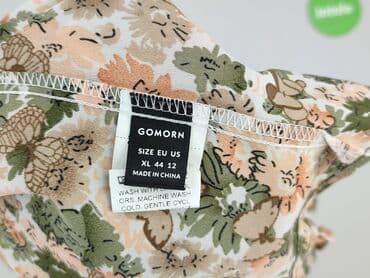 GOMORN
SIZE EU US
XL 44 12
MADE IN CHINA
WASH WITH
ORS. MACHINE WASH
COLD, GENTLE CYCL